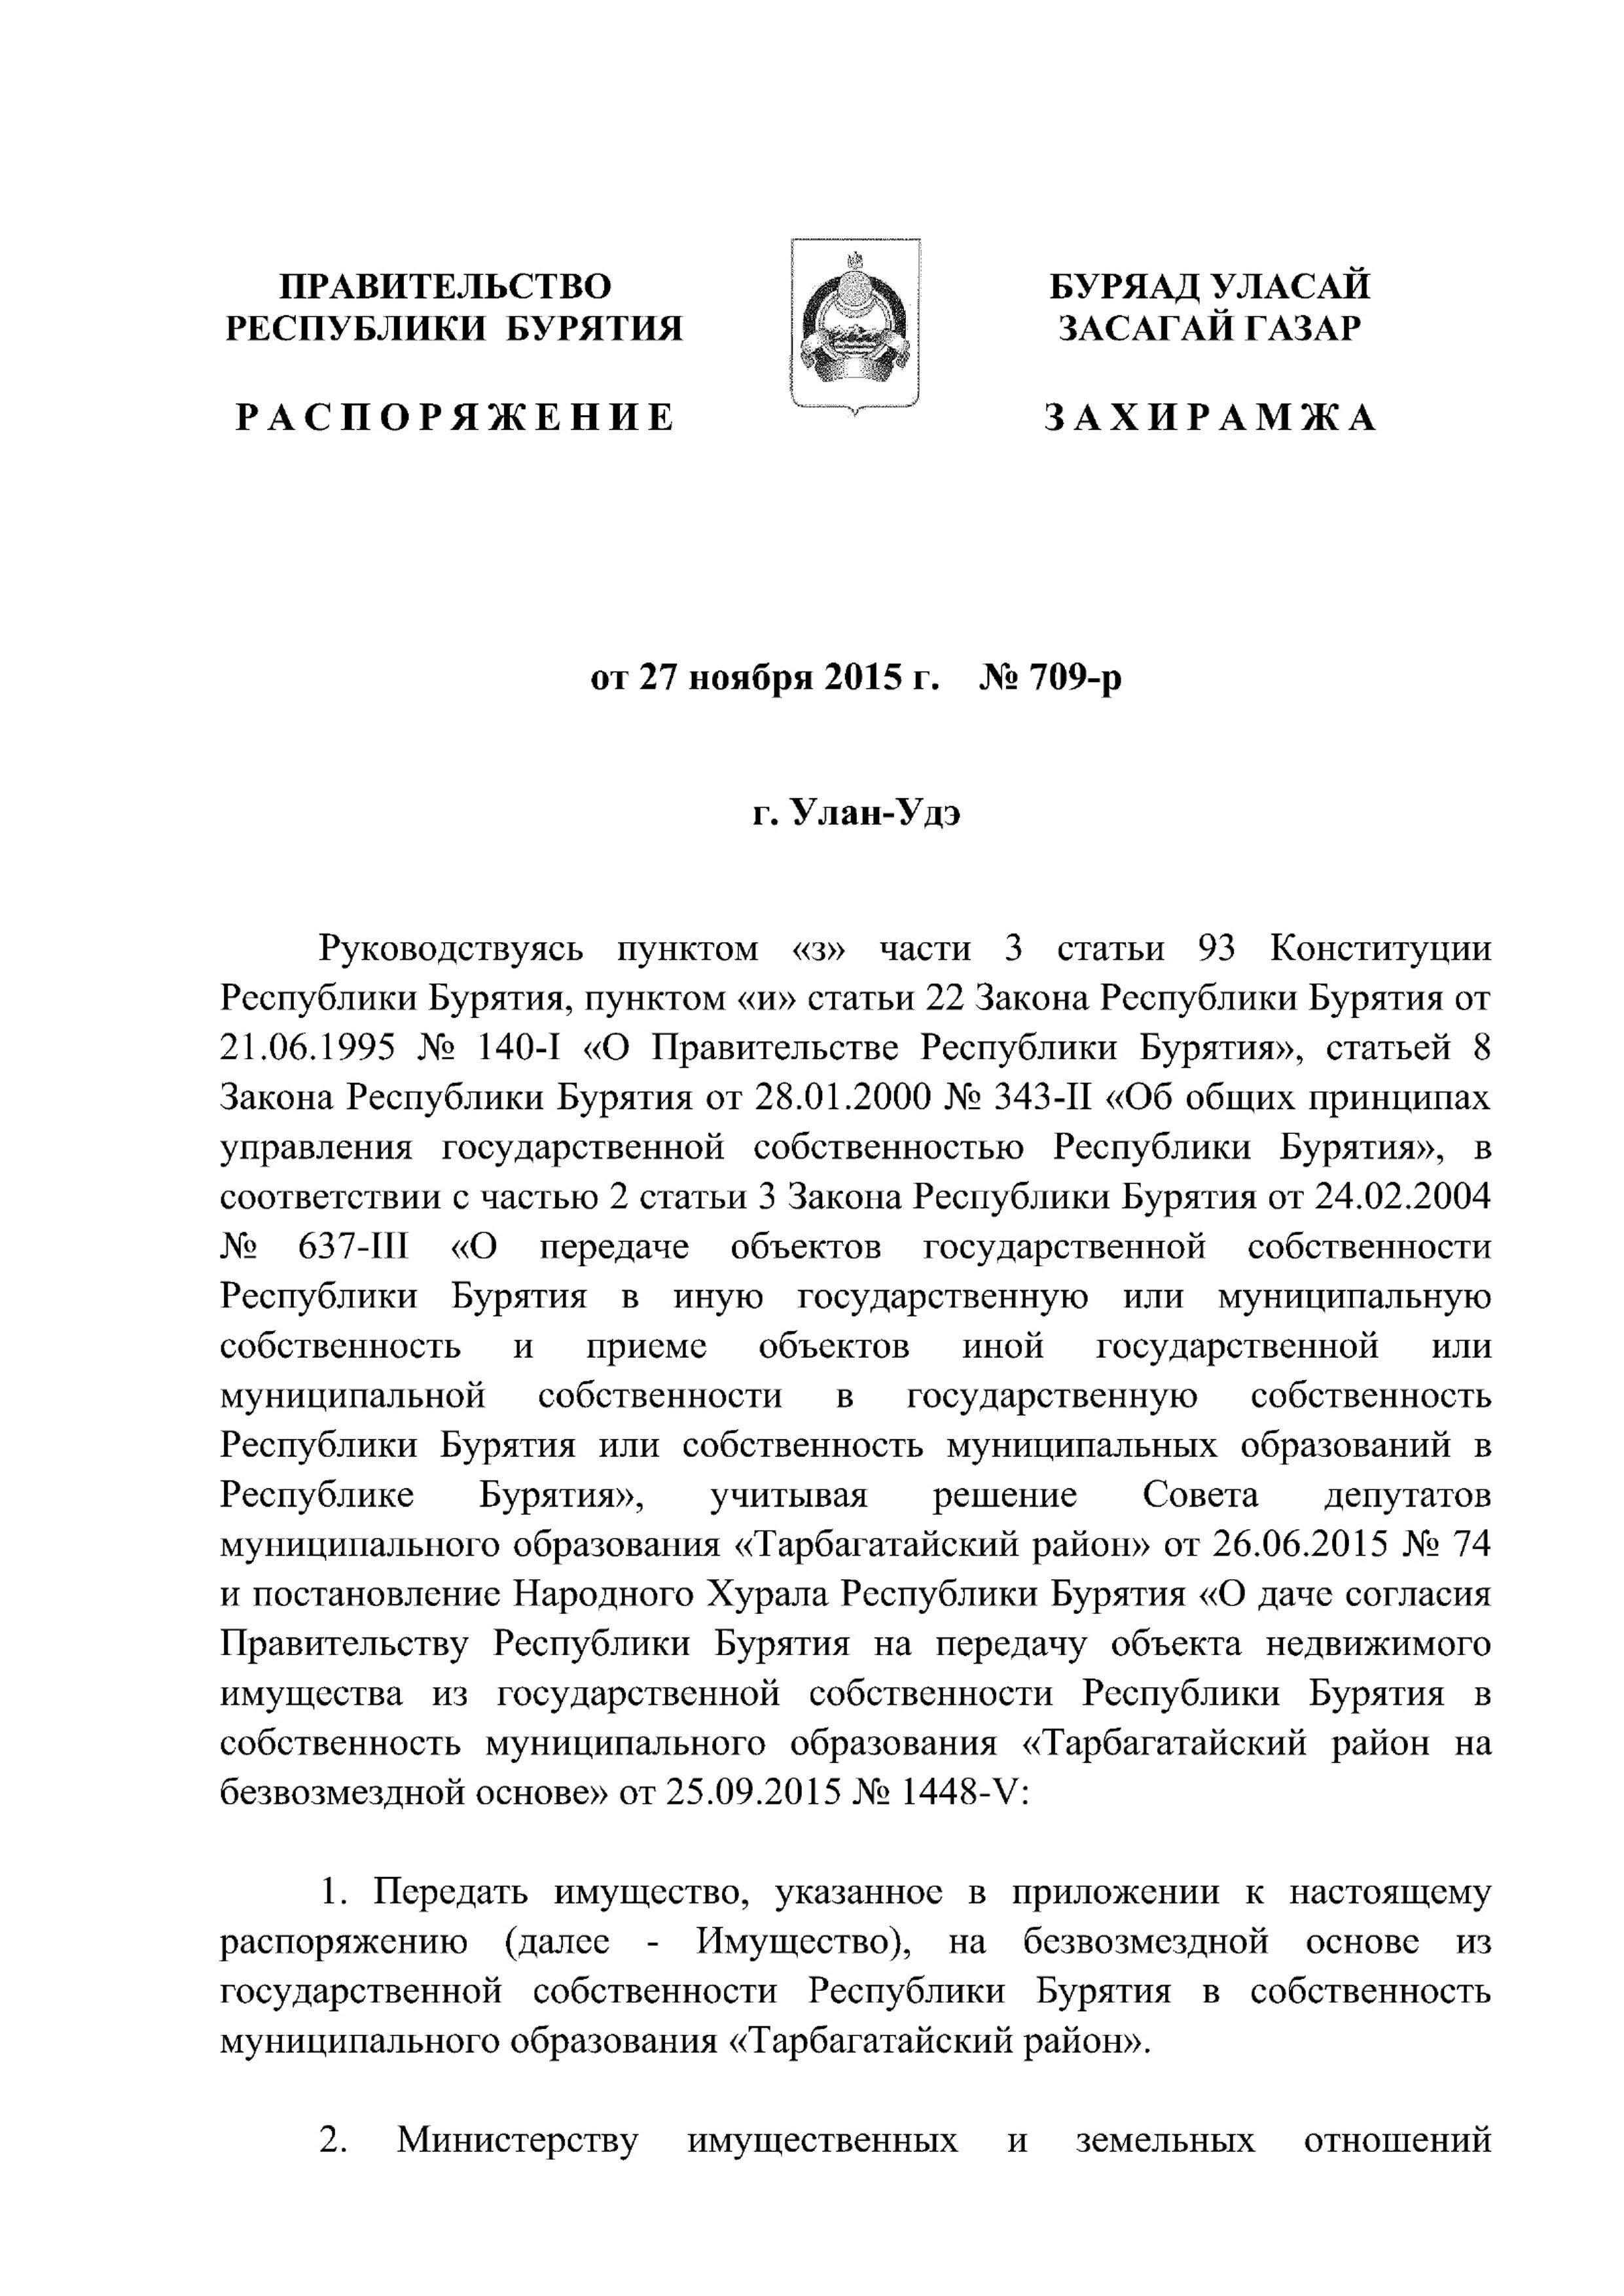 ПРАВИТЕЛЬСТВО
РЕСПУБЛИКИ БУРЯТИЯ
РАСПОРЯЖЕНИЕ
БУРЯАД УЛАСАЙ
ЗАСАГАЙ ГАЗАР
ЗАХИРАМЖА
от 27 ноября 2015 г. № 709-р
г. Улан-Удэ
Руководствуясь пунктом «з» части 3 статьи 93 Конституции
Республики Бурятия, пунктом «и» статьи 22 Закона Республики Бурятия от
21.06.1995 № 140-I «О Правительстве Республики Бурятия», статьей 8
Закона Республики Бурятия от 28.01.2000 № 343-II «Об общих принципах
управления государственной собственностью Республики Бурятия», в
соответствии с частью 2 статьи 3 Закона Республики Бурятия от 24.02.2004
№ 637-III «О передаче объектов государственной собственности
Республики Бурятия в иную государственную или муниципальную
собственность и приеме объектов иной государственной или
муниципальной собственности в государственную собственность
Республики Бурятия или собственность муниципальных образований в
Республике Бурятия», учитывая решение Совета депутатов
муниципального образования «Тарбагатайский район» от 26.06.2015 № 74
и постановление Народного Хурала Республики Бурятия «О даче согласия
Правительству Республики Бурятия на передачу объекта недвижимого
имущества из государственной собственности Республики Бурятия в
собственность муниципального образования «Тарбагатайский район на
безвозмездной основе» от 25.09.2015 № 1448-V:
1. Передать имущество, указанное в приложении к настоящему
распоряжению (далее - Имущество), на безвозмездной основе из
государственной собственности Республики Бурятия в собственность
муниципального образования «Тарбагатайский район».
2. Министерству имущественных и земельных отношений